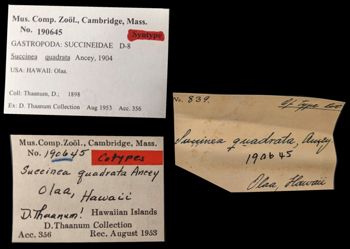 Mus. Comp. Zoöl., Cambridge, Mass.
No. 190645
Syntype
GASTROPODA: SUCCINEIDAE D-8
Succinea quadrata Ancey, 1904
USA: HAWAII: Olaa.
Coll: Thanum, D.; 1898
Ex: D. Thanum Collection Aug 1953 Acc. 356
Mus. Comp. Zoöl., Cambridge, Mass.
No. 190645 Cotypes
Succinea quadrata Ancey
Olaa, Hawaii
D. Thaanum! Hawaiian Islands
D. Thaanum Collection
Acc. 356 Rec. August 1953
No. 839. Type
Succinea quadrata, Ancey
190645
Olaa, Hawaii